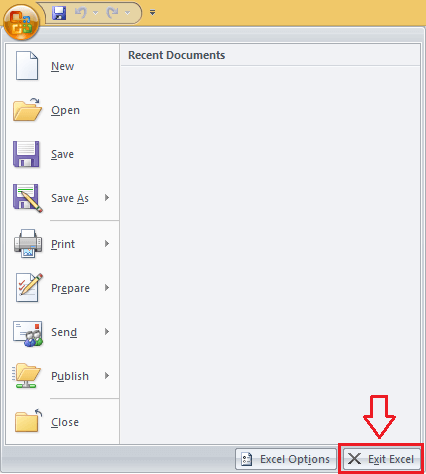 Recent Documents
New
Open
Save
Save As
Print
Prepare
Send
Publish
Close
Excel Options
Exit Excel